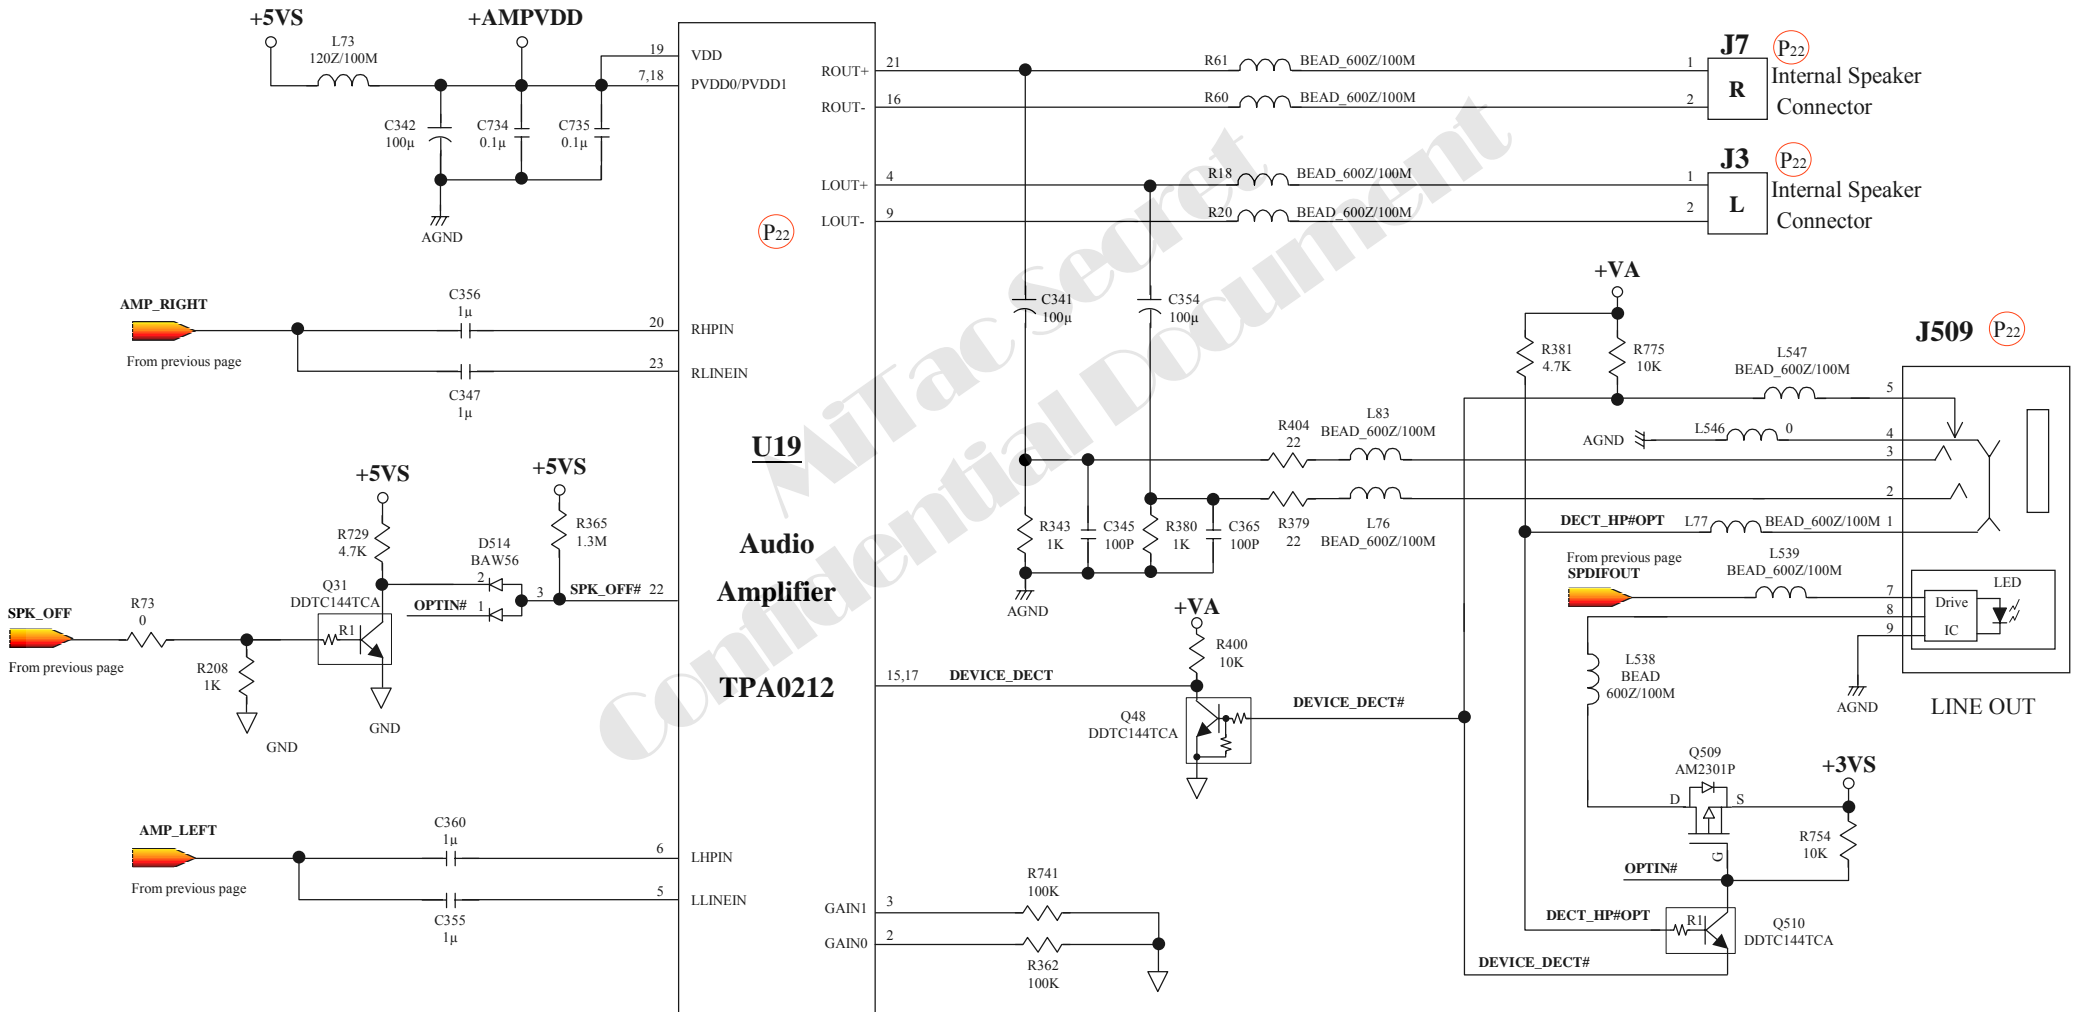 +5VS
+AMPVDD
L73
120Z/100M
19
VDD
7,18
PVDD0/PVDD1
C342
100µ
C734
0.1µ
C735
0.1µ
AGND
P22
ROUT+
21
R61
BEAD_600Z/100M
1
ROUT-
16
R60
BEAD_600Z/100M
2
J7
P22
R
Internal Speaker
Connector
LOUT+
4
R18
BEAD_600Z/100M
1
LOUT-
9
R20
BEAD_600Z/100M
2
J3
P22
L
Internal Speaker
Connector
AMP_RIGHT
From previous page
C356
1µ
20
RHPIN
C347
1µ
23
RLINEIN
C341
100µ
C354
100µ
+VA
R381
4.7K
R775
10K
J509
P22
L547
BEAD_600Z/100M
5
AGND
L546
0
4
R404
22
L83
BEAD_600Z/100M
3
R379
22
L76
BEAD_600Z/100M
2
R343
1K
C345
100P
R380
1K
C365
100P
AGND
DECT_HP#OPT
L77
BEAD_600Z/100M
1
From previous page
SPDIFOUT
L539
BEAD_600Z/100M
7
8
9
Drive
IC
LED
L538
BEAD
600Z/100M
AGND
LINE OUT
U19
Audio
Amplifier
TPA0212
+5VS
R729
4.7K
+5VS
R365
1.3M
D514
BAW56
2
OPTIN#
1
3
SPK_OFF#
22
Q31
DDTC144TCA
R1
SPK_OFF
From previous page
R73
0
R208
1K
GND
GND
15,17
DEVICE_DECT
+VA
R400
10K
Q48
DDTC144TCA
DEVICE_DECT#
Q509
AM2301P
D
S
G
+3VS
R754
10K
OPTIN#
DECT_HP#OPT
R1
Q510
DDTC144TCA
DEVICE_DECT#
AMP_LEFT
From previous page
C360
1µ
6
LHPIN
C355
1µ
5
LLINEIN
GAIN1
3
R741
100K
GAIN0
2
R362
100K
MiTac Secret
Confidential Document